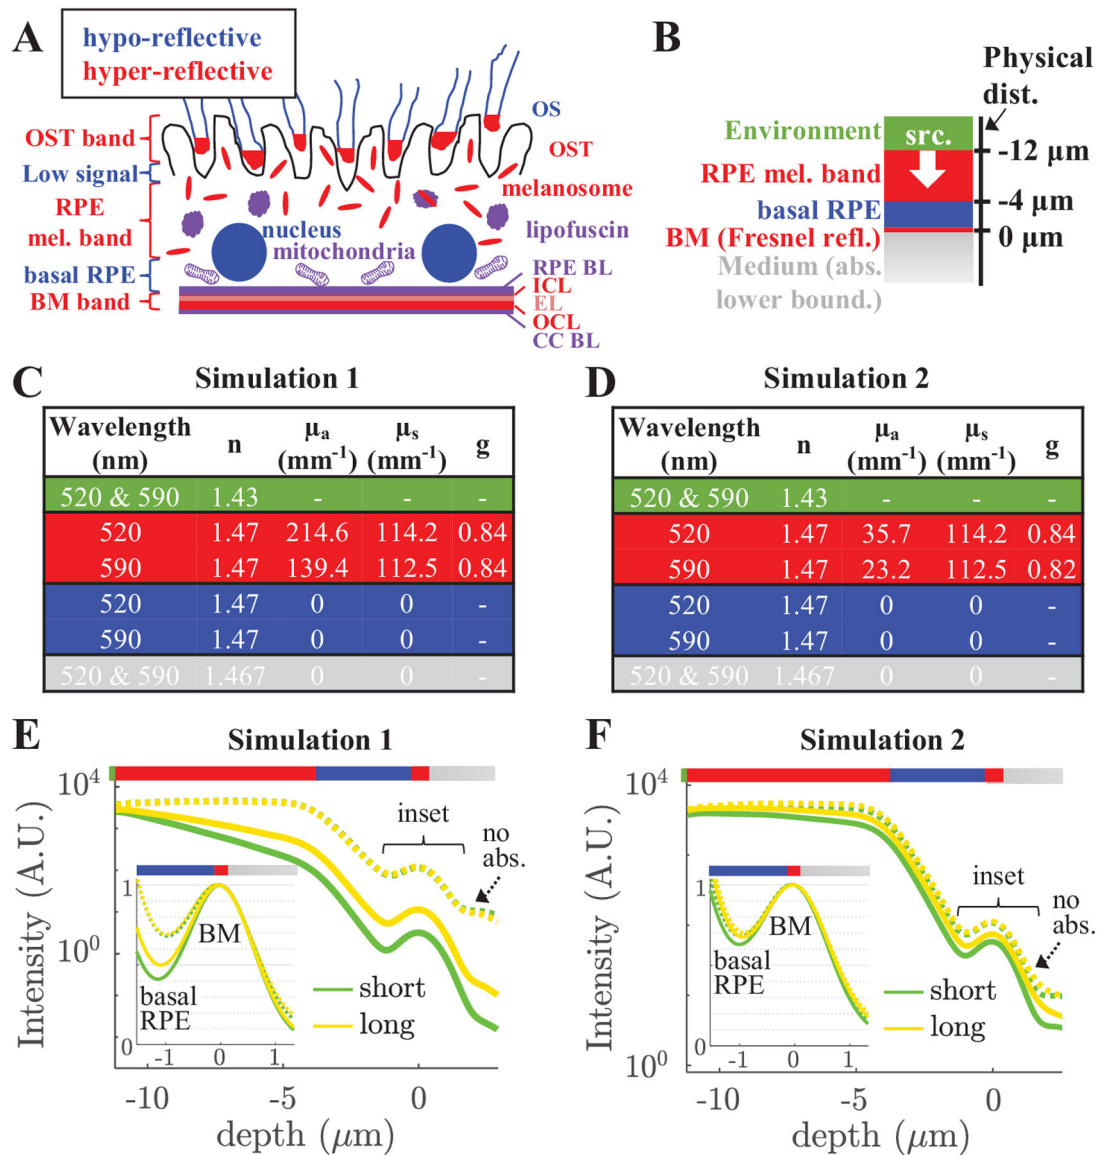 A
hypo-reflective
hyper-reflective
OS
OST band
OST
Low signal
melanosome
RPE
mel. band
nucleus
lipofuscin
mitochondria
basal RPE
RPE BL
ICL
BM band
EL
OCL
CC BL
B
Physical
dist.
Environment
src.
-12 μm
RPE mel. band
-4 μm
basal RPE
BM (Fresnel refl.)
0 μm
Medium (abs.
lower bound.)
C
Simulation 1
Wavelength (nm) n μa (mm-1) μs (mm-1) g
520 & 590 1.43 - - -
520 1.47 214.6 114.2 0.84
590 1.47 139.4 112.5 0.84
520 1.47 0 0 -
590 1.47 0 0 -
520 & 590 1.467 0 0 -
D
Simulation 2
Wavelength (nm) n μa (mm-1) μs (mm-1) g
520 & 590 1.43 - - -
520 1.47 35.7 114.2 0.84
590 1.47 23.2 112.5 0.82
520 1.47 0 0 -
590 1.47 0 0 -
520 & 590 1.467 0 0 -
E
Simulation 1
10⁴
10⁰
Intensity (A.U.)
inset
no
abs.
1
BM
basal
RPE
0
-1 0 1
short
long
-10 -5 0
depth (μm)
F
Simulation 2
10⁴
10⁰
Intensity (A.U.)
inset
no
abs.
1
BM
basal
RPE
0
-1 0 1
short
long
-10 -5 0
depth (μm)